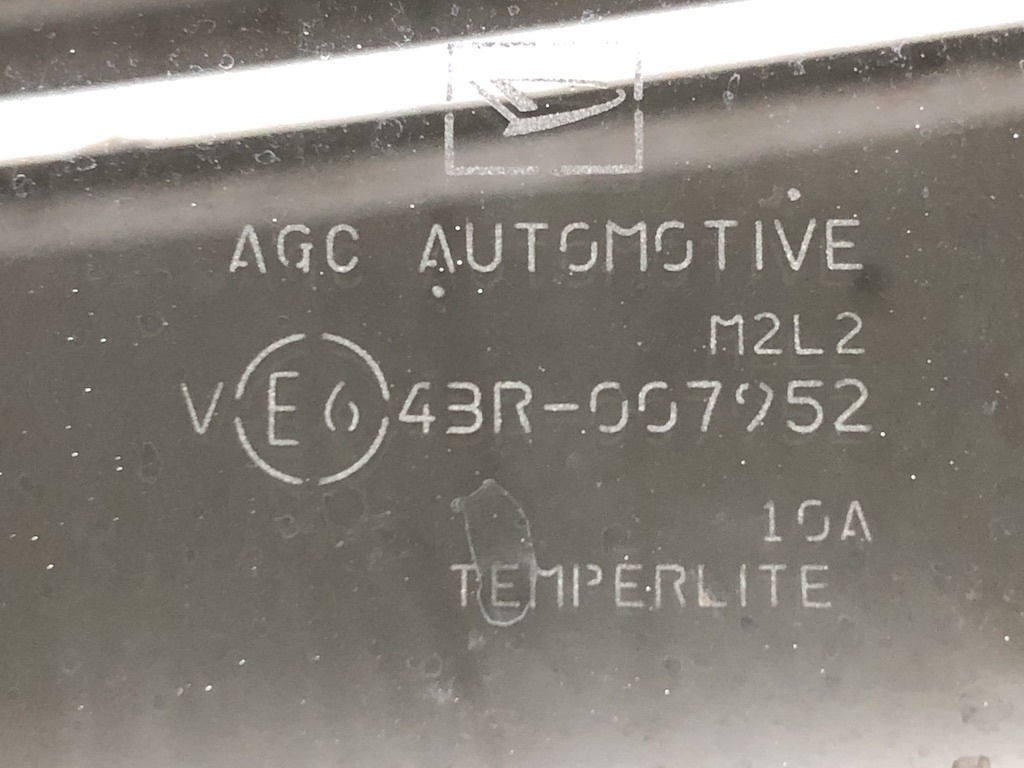 AGC AUTOMOTIVE
M2L2
V E6 43R-007952
10A
TEMPERLITE